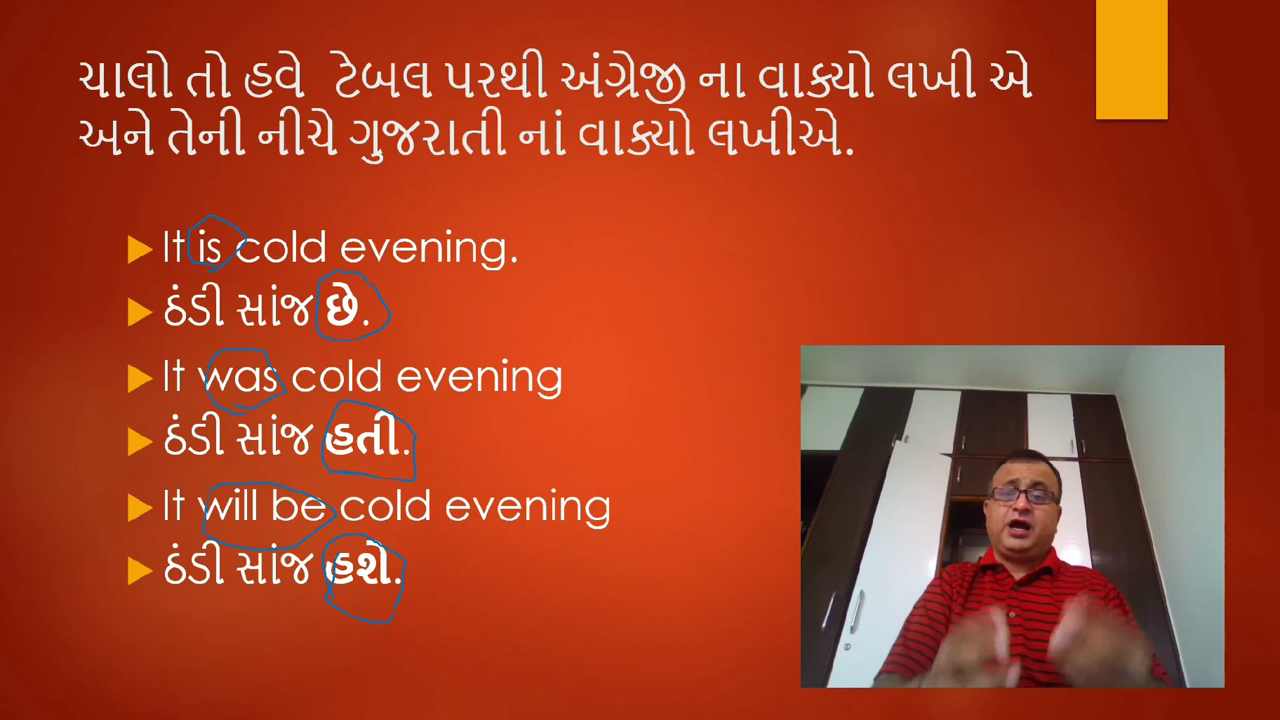 ચાલો તો હવે ટેબલ પરથી અંગ્રેજી ના વાક્યો લખી એ
અને તેની નીચે ગુજરાતી નાં વાક્યો લખીએ.
It is cold evening.
ઠંડી સાંજ છે.
It was cold evening
ઠંડી સાંજ હતી.
It will be cold evening
ઠંડી સાંજ હશે.